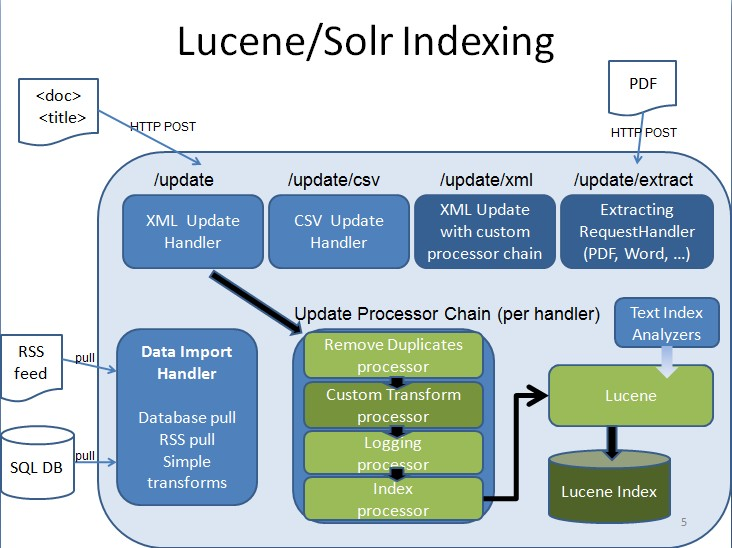 Lucene/Solr Indexing
<doc>
<title>
PDF
HTTP POST
HTTP POST
/update
/update/csv
/update/xml
/update/extract
XML Update
Handler
CSV Update
Handler
XML Update
with custom
processor chain
Extracting
RequestHandler
(PDF, Word, ...)
Update Processor Chain (per handler)
Text Index
Analyzers
RSS
feed
pull
Data Import
Handler
Database pull
RSS pull
Simple
transforms
SQL DB
pull
Remove Duplicates
processor
Custom Transform
processor
Logging
processor
Index
processor
Lucene
Lucene Index
5